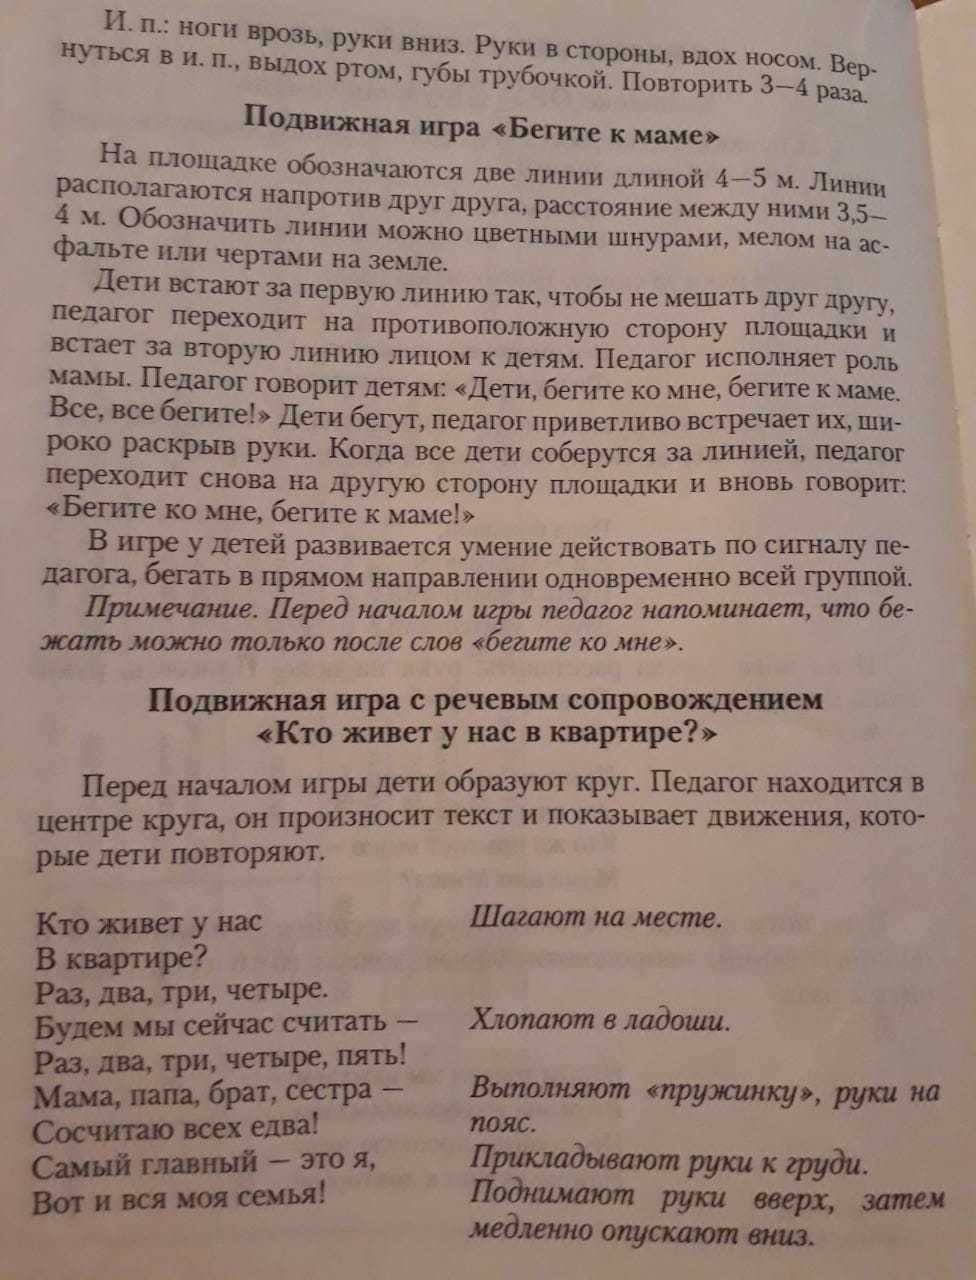 И. п.: ноги врозь, руки вниз. Руки в стороны, вдох носом. Вер-
нуться в и. п., выдох ртом, губы трубочкой. Повторить 3—4 раза.
Подвижная игра «Бегите к маме»
На площадке обозначаются две линии длиной 4—5 м. Линии
располагаются напротив друг друга, расстояние между ними 3,5—
4 м. Обозначить линии можно цветными шнурами, мелом на ас-
фальте или чертами на земле.
Дети встают за первую линию так, чтобы не мешать друг другу,
педагог переходит на противоположную сторону площадки и
встает за вторую линию лицом к детям. Педагог исполняет роль
мамы. Педагог говорит детям: «Дети, бегите ко мне, бегите к маме.
Все, все бегите!» Дети бегут, педагог приветливо встречает их, ши-
роко раскрыв руки. Когда все дети соберутся за линией, педагог
переходит снова на другую сторону площадки и вновь говорит:
«Бегите ко мне, бегите к маме!»
В игре у детей развивается умение действовать по сигналу пе-
дагога, бегать в прямом направлении одновременно всей группой.
Примечание. Перед началом игры педагог напоминает, что бе-
жать можно только после слов «бегите ко мне».
Подвижная игра с речевым сопровождением
«Кто живет у нас в квартире?»
Перед началом игры дети образуют круг. Педагог находится в
центре круга, он произносит текст и показывает движения, кото-
рые дети повторяют.
Кто живет у нас Шагают на месте.
В квартире?
Раз, два, три, четыре.
Будем мы сейчас считать — Хлопают в ладоши.
Раз, два, три, четыре, пять!
Мама, папа, брат, сестра — Выполняют «пружинку», руки на
Сосчитаю всех едва! пояс.
Самый главный — это я, Прикладывают руки к груди.
Вот и вся моя семья! Поднимают руки вверх, затем
медленно опускают вниз.